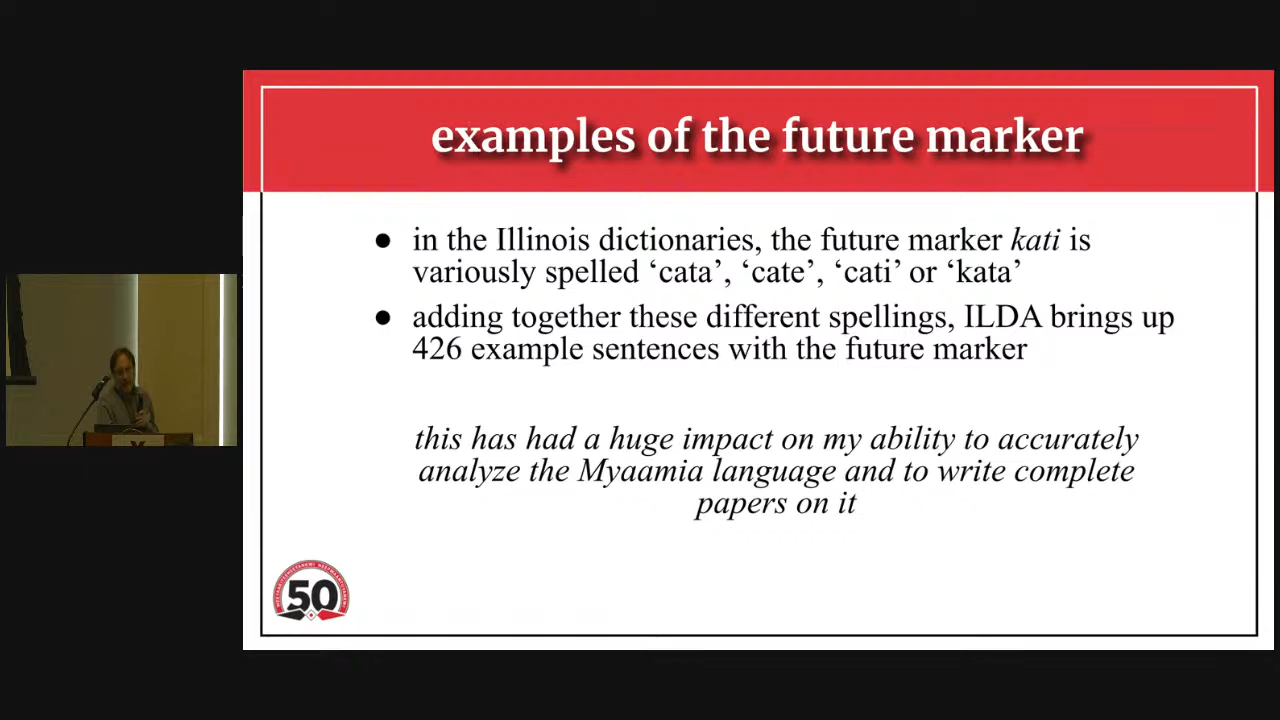 examples of the future marker
● in the Illinois dictionaries, the future marker kati is
variously spelled ‘cata’, ‘cate’, ‘cati’ or ‘kata’
● adding together these different spellings, ILDA brings up
426 example sentences with the future marker
this has had a huge impact on my ability to accurately
analyze the Myaamia language and to write complete
papers on it
50